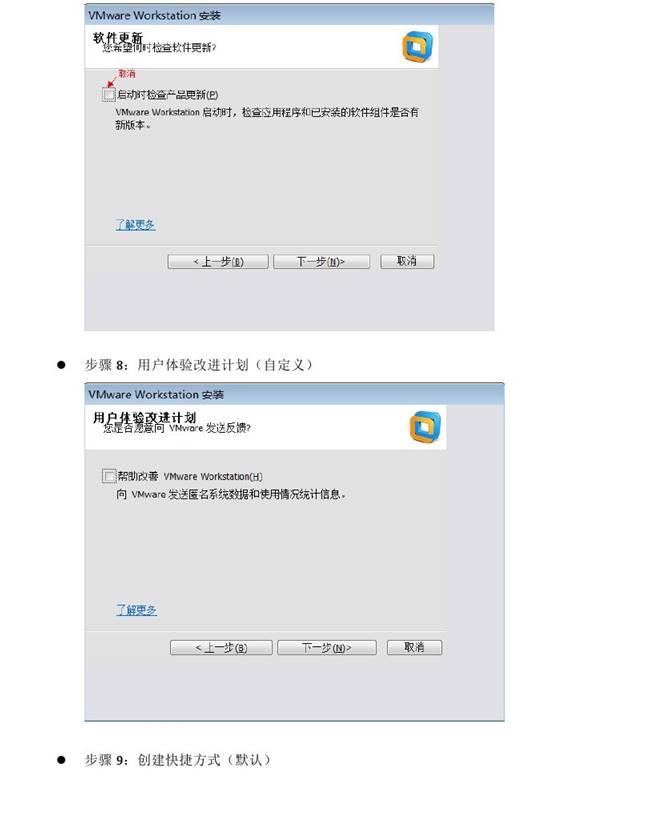 VMware Workstation 安装
软件更新
您希望何时检查软件更新?
取消
启动时检查产品更新(P)
VMware Workstation 启动时，检查应用程序和已安装的软件组件是否有
新版本。
了解更多
< 上一步(B) 下一步(N)> 取消
● 步骤 8：用户体验改进计划（自定义）
VMware Workstation 安装
用户体验改进计划
您是否愿意向 VMware 发送反馈?
帮助改善 VMware Workstation(H)
向 VMware 发送匿名系统数据和使用情况统计信息。
了解更多
< 上一步(B) 下一步(N)> 取消
● 步骤 9：创建快捷方式（默认）